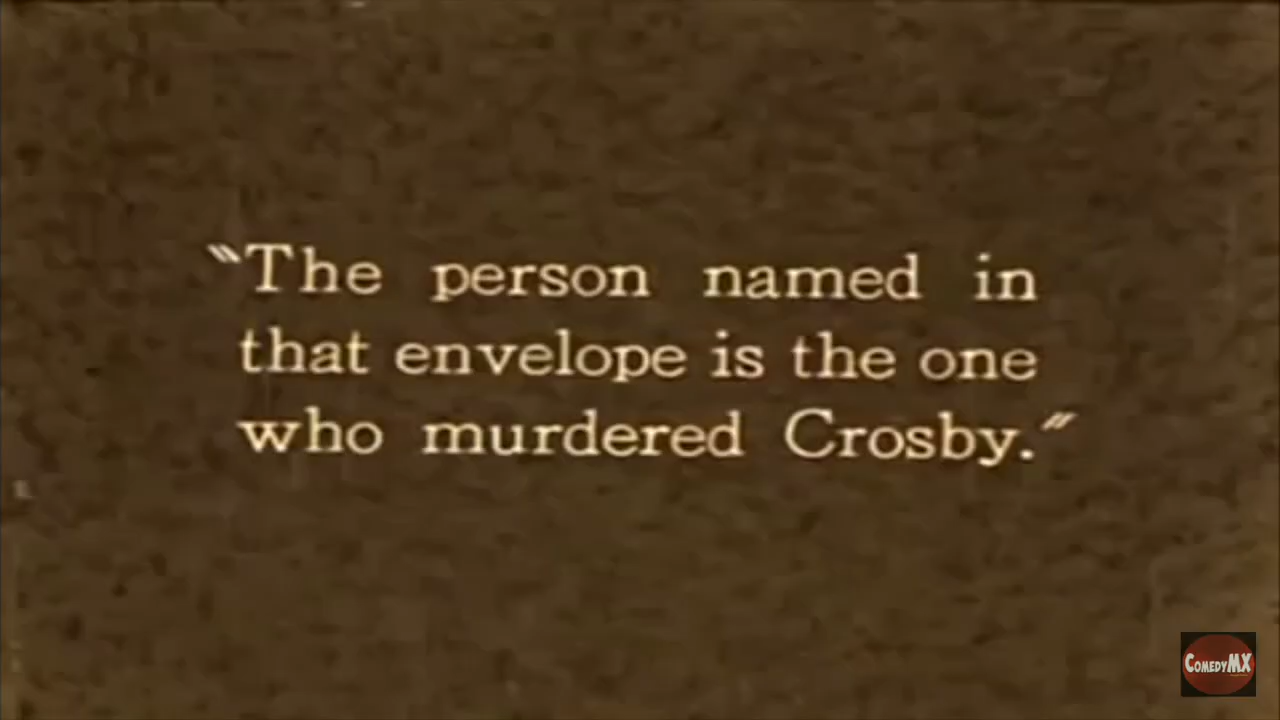 "The person named in
that envelope is the one
who murdered Crosby."
COMEDYMX